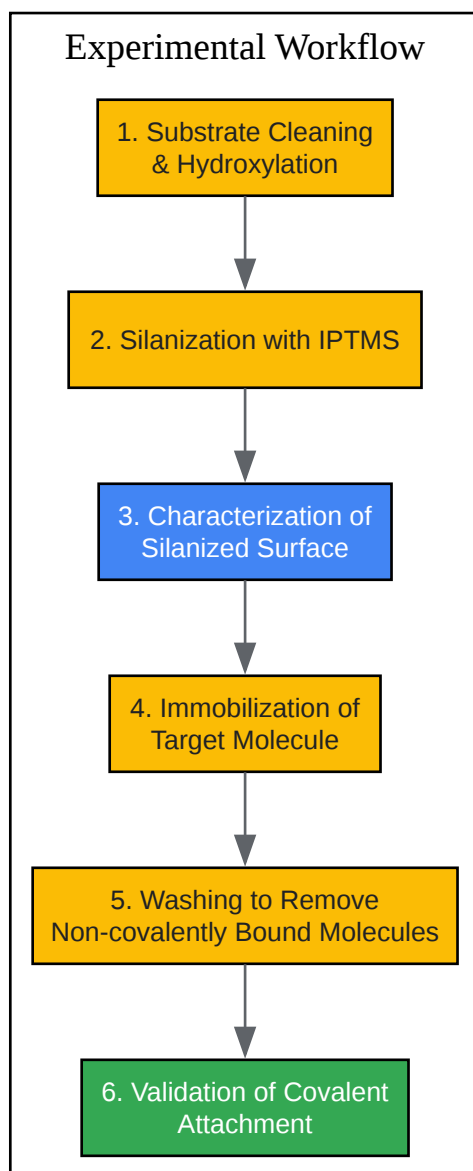 Experimental Workflow
1. Substrate Cleaning
& Hydroxylation
2. Silanization with IPTMS
3. Characterization of
Silanized Surface
4. Immobilization of
Target Molecule
5. Washing to Remove
Non-covalently Bound Molecules
6. Validation of Covalent
Attachment